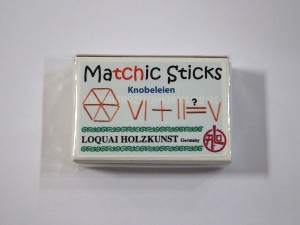 Matchic Sticks
Knobeleien
?
VI+II=V
LOQUAI HOLZKUNST Germany